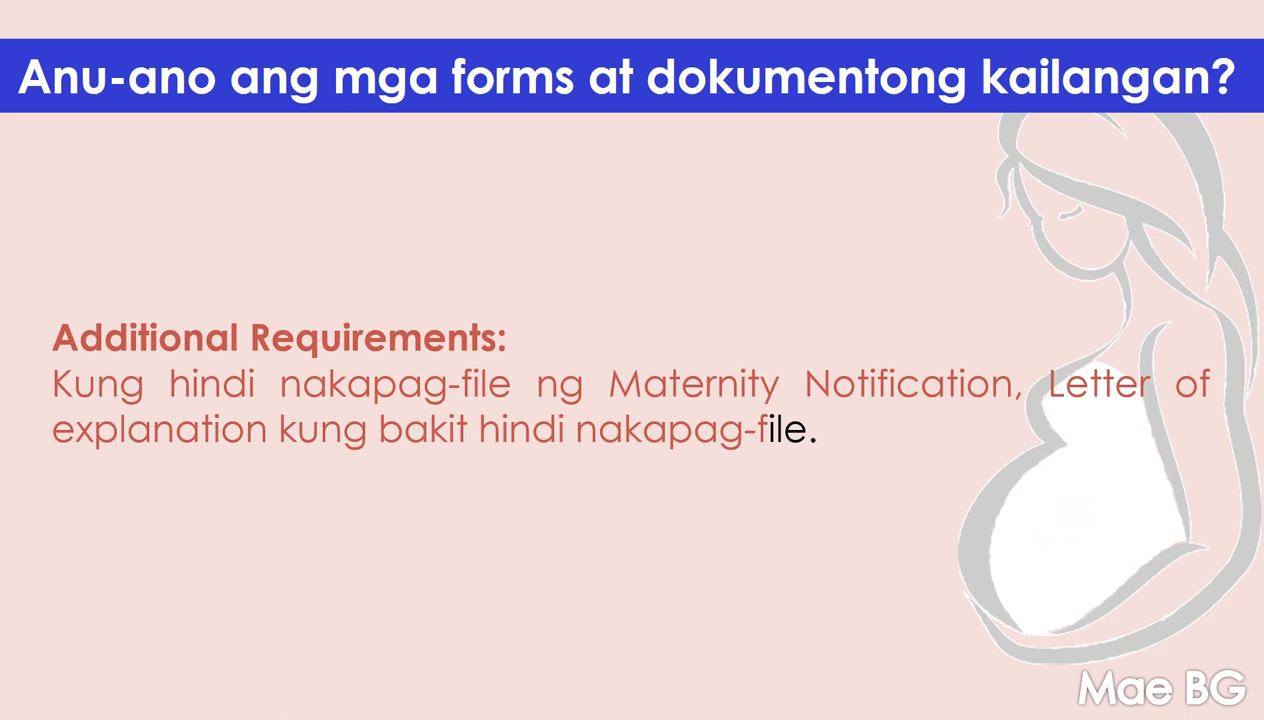 Anu-ano ang mga forms at dokumentong kailangan?
Additional Requirements:
Kung hindi nakapag-file ng Maternity Notification, Letter of
explanation kung bakit hindi nakapag-file.
Mae BG